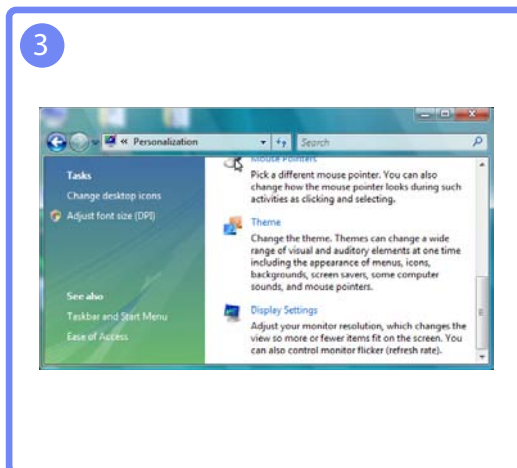 3
« Personalization
Search
Tasks
Change desktop icons
Adjust font size (DPI)
See also
Taskbar and Start Menu
Ease of Access
Mouse Pointers
Pick a different mouse pointer. You can also
change how the mouse pointer looks during such
activities as clicking and selecting.
Theme
Change the theme. Themes can change a wide
range of visual and auditory elements at one time
including the appearance of menus, icons,
backgrounds, screen savers, some computer
sounds, and mouse pointers.
Display Settings
Adjust your monitor resolution, which changes the
view so more or fewer items fit on the screen. You
can also control monitor flicker (refresh rate).